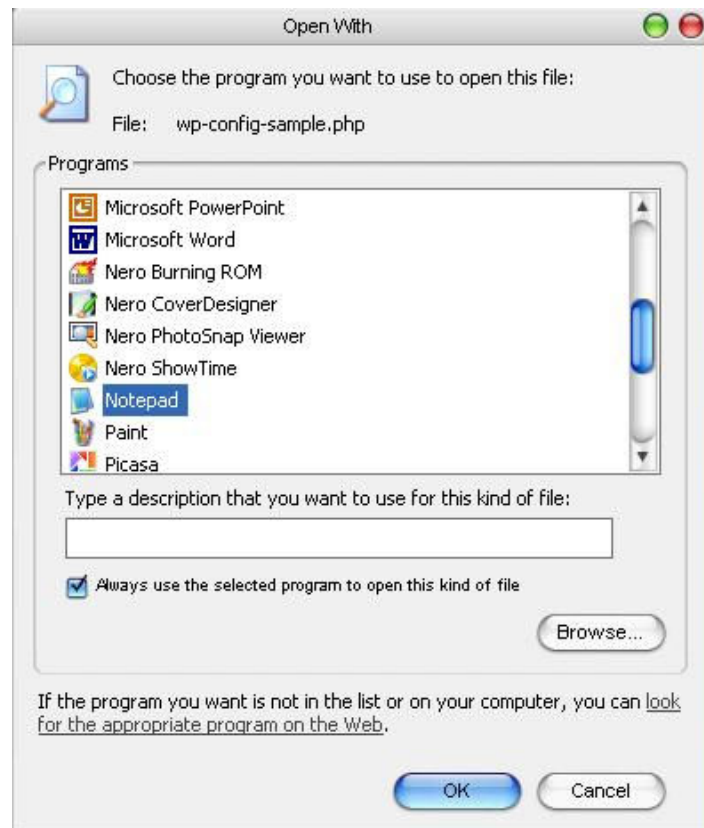 Open With
Choose the program you want to use to open this file:
File: wp-config-sample.php
Programs
Microsoft PowerPoint
Microsoft Word
Nero Burning ROM
Nero CoverDesigner
Nero PhotoSnap Viewer
Nero ShowTime
Notepad
Paint
Picasa
Type a description that you want to use for this kind of file:
Always use the selected program to open this kind of file
Browse...
If the program you want is not in the list or on your computer, you can look
for the appropriate program on the Web.
OK Cancel